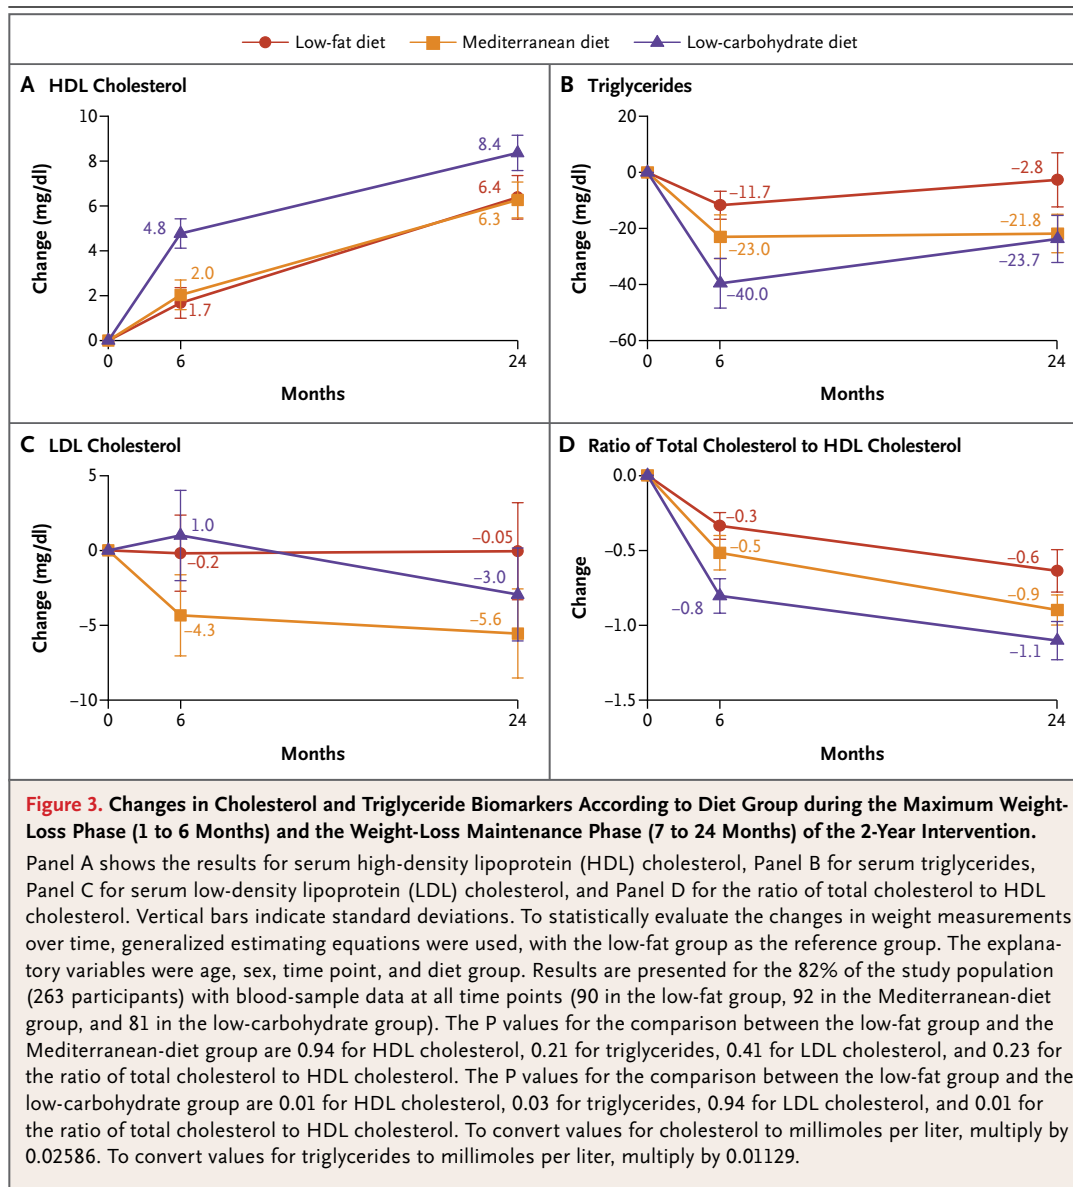 Low-fat diet Mediterranean diet Low-carbohydrate diet
A HDL Cholesterol
10
8
6
4
2
0
Change (mg/dl)
4.8
2.0
1.7
8.4
6.4
6.3
0 6 24
Months
B Triglycerides
20
0
−20
−40
−60
Change (mg/dl)
−11.7
−23.0
−40.0
−2.8
−21.8
−23.7
0 6 24
Months
C LDL Cholesterol
5
0
−5
−10
Change (mg/dl)
1.0
−0.2
−4.3
−0.05
−3.0
−5.6
0 6 24
Months
D Ratio of Total Cholesterol to HDL Cholesterol
0.0
−0.5
−1.0
−1.5
Change
−0.3
−0.5
−0.8
−0.6
−0.9
−1.1
0 6 24
Months
Figure 3. Changes in Cholesterol and Triglyceride Biomarkers According to Diet Group during the Maximum Weight-
Loss Phase (1 to 6 Months) and the Weight-Loss Maintenance Phase (7 to 24 Months) of the 2-Year Intervention.
Panel A shows the results for serum high-density lipoprotein (HDL) cholesterol, Panel B for serum triglycerides,
Panel C for serum low-density lipoprotein (LDL) cholesterol, and Panel D for the ratio of total cholesterol to HDL
cholesterol. Vertical bars indicate standard deviations. To statistically evaluate the changes in weight measurements
over time, generalized estimating equations were used, with the low-fat group as the reference group. The explana-
tory variables were age, sex, time point, and diet group. Results are presented for the 82% of the study population
(263 participants) with blood-sample data at all time points (90 in the low-fat group, 92 in the Mediterranean-diet
group, and 81 in the low-carbohydrate group). The P values for the comparison between the low-fat group and the
Mediterranean-diet group are 0.94 for HDL cholesterol, 0.21 for triglycerides, 0.41 for LDL cholesterol, and 0.23 for
the ratio of total cholesterol to HDL cholesterol. The P values for the comparison between the low-fat group and the
low-carbohydrate group are 0.01 for HDL cholesterol, 0.03 for triglycerides, 0.94 for LDL cholesterol, and 0.01 for
the ratio of total cholesterol to HDL cholesterol. To convert values for cholesterol to millimoles per liter, multiply by
0.02586. To convert values for triglycerides to millimoles per liter, multiply by 0.01129.